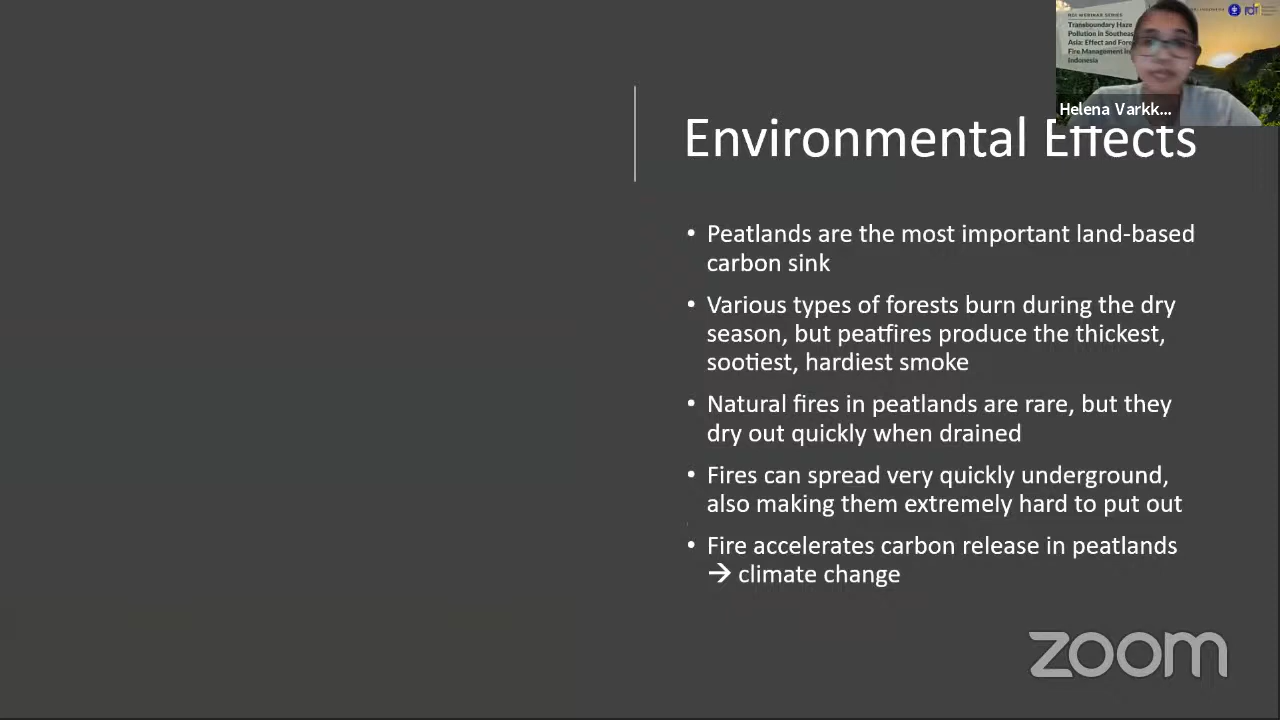 RDI WEBINAR SERIES
Transboundary Haze
Pollution in Southeas
Asia: Effect and Fore
Fire Management in
Indonesia
rdi
Helena Varkk...
Environmental Effects
• Peatlands are the most important land-based
carbon sink
• Various types of forests burn during the dry
season, but peatfires produce the thickest,
sootiest, hardiest smoke
• Natural fires in peatlands are rare, but they
dry out quickly when drained
• Fires can spread very quickly underground,
also making them extremely hard to put out
• Fire accelerates carbon release in peatlands
→ climate change
zoom